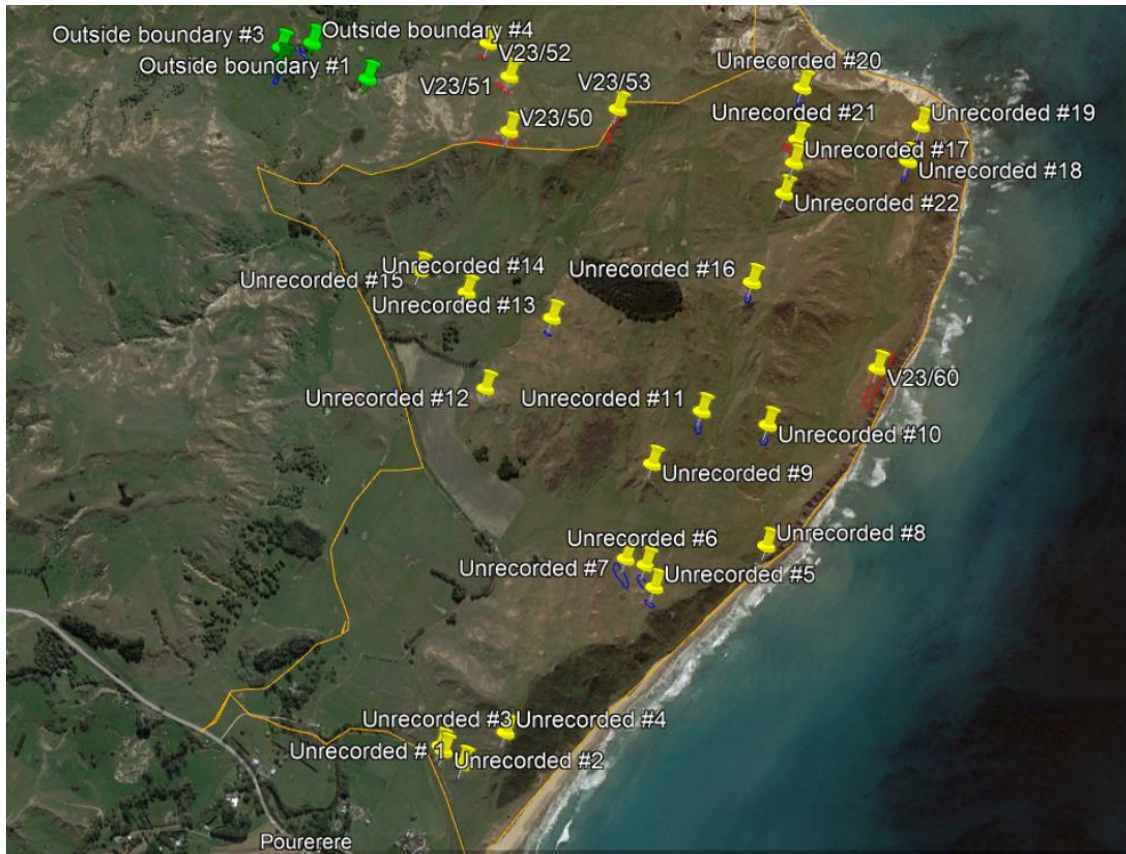 Outside boundary #3
Outside boundary #4
Outside boundary #1
V23/52
V23/51
V23/53
V23/50
Unrecorded #20
Unrecorded #21
Unrecorded #19
Unrecorded #17
Unrecorded #18
Unrecorded #22
Unrecorded #14
Unrecorded #15
Unrecorded #16
Unrecorded #13
V23/60
Unrecorded #12
Unrecorded #11
Unrecorded #10
Unrecorded #9
Unrecorded #6
Unrecorded #8
Unrecorded #7
Unrecorded #5
Unrecorded #3
Unrecorded #4
Unrecorded # 1
Unrecorded #2
Pourerere